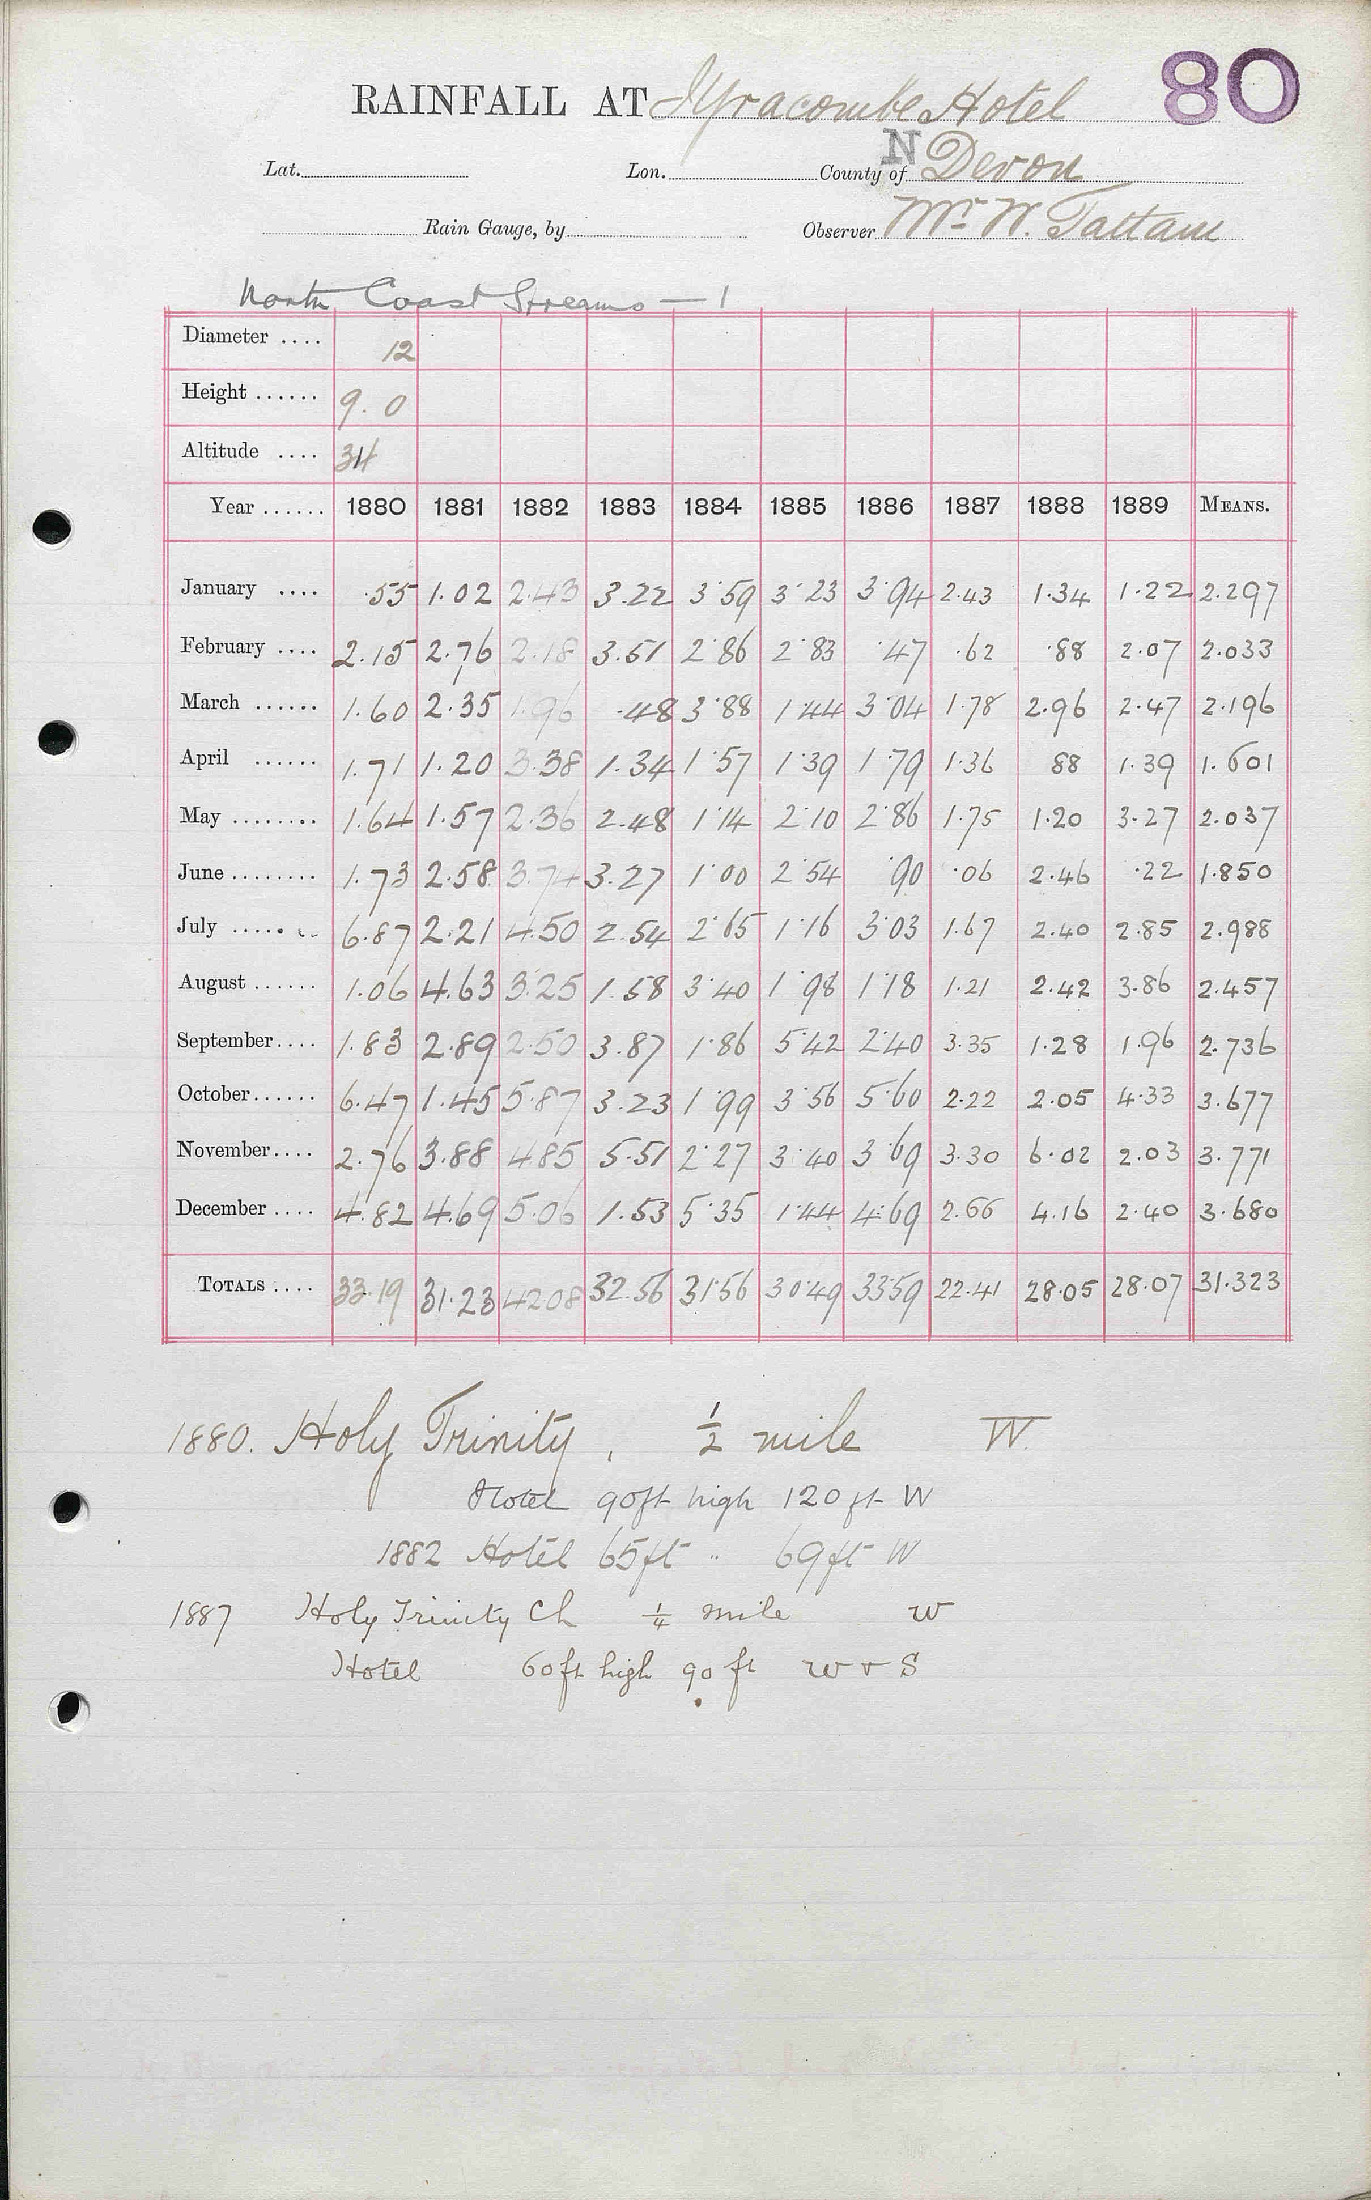 80
RAINFALL AT Ilfracombe Hotel
Lat. Lon. County of N Devon
Rain Gauge, by Observer Mr. W. Tattam
North Coast Streams — 1
Diameter .... 12
Height ...... 9. 0
Altitude .... 34
Year ...... 1880 1881 1882 1883 1884 1885 1886 1887 1888 1889 MEANS.
January .... .55 1.02 2.43 3.22 3.59 3.23 3.94 2.43 1.34 1.22 2.297
February .... 2.15 2.76 2.18 3.51 2.86 2.83 .47 .62 .88 2.07 2.033
March ...... 1.60 2.35 1.96 .48 3.88 1.44 3.04 1.78 2.96 2.47 2.196
April ...... 1.71 1.20 3.38 1.34 1.57 1.39 1.79 1.36 88 1.39 1.601
May ........ 1.64 1.57 2.36 2.48 1.14 2.10 2.86 1.75 1.20 3.27 2.037
June ........ 1.73 2.58 3.74 3.27 1.00 2.54 .90 .06 2.46 .22 1.850
July ........ 6.87 2.21 4.50 2.54 2.65 1.16 3.03 1.67 2.40 2.85 2.988
August ...... 1.06 4.63 3.25 1.58 3.40 1.98 1.18 1.21 2.42 3.86 2.457
September.... 1.83 2.89 2.50 3.87 1.86 5.42 2.40 3.35 1.28 1.96 2.736
October...... 6.47 1.45 5.87 3.23 1.99 3.56 5.60 2.22 2.05 4.33 3.677
November.... 2.76 3.88 4.85 5.51 2.27 3.40 3.69 3.30 6.02 2.03 3.771
December .... 4.82 4.69 5.06 1.53 5.35 1.44 4.69 2.66 4.16 2.40 3.680
TOTALS .... 33.19 31.23 42.08 32.56 31.56 30.49 33.59 22.41 28.05 28.07 31.323
1880. Holy Trinity, ½ mile W.
Hotel 90ft high 120 ft W
1882 Hotel 65ft " 69ft W
1887 Holy Trinity Ch ¼ mile W
Hotel 60ft high 90 ft W + S